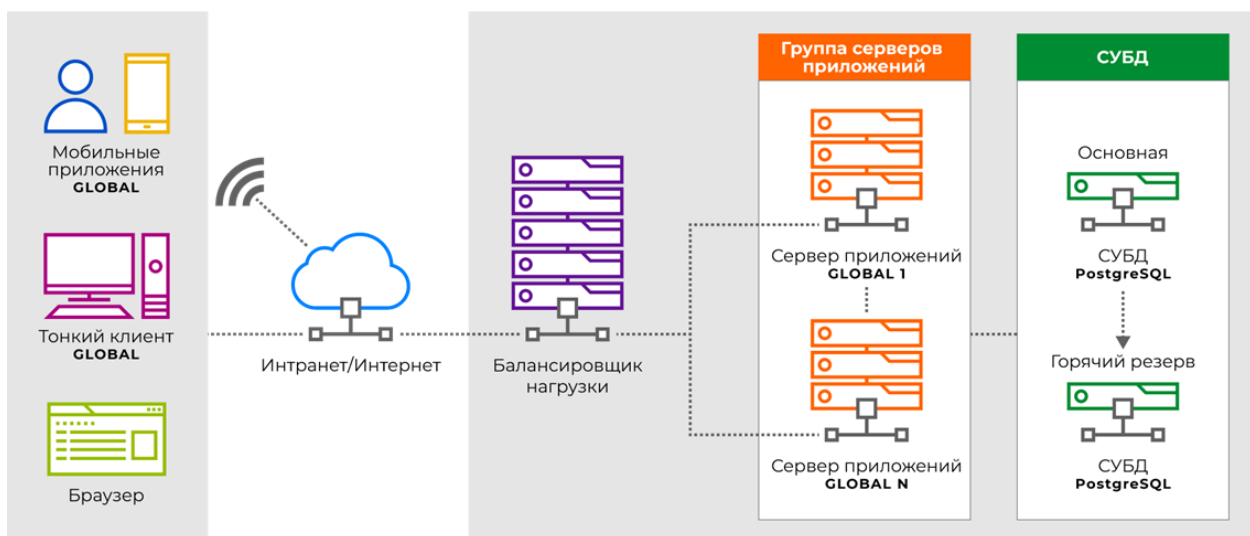 Мобильные
приложения
GLOBAL
Тонкий клиент
GLOBAL
Браузер
Интранет/Интернет
Балансировщик
нагрузки
Группа серверов
приложений
Сервер приложений
GLOBAL 1
Сервер приложений
GLOBAL N
СУБД
Основная
СУБД
PostgreSQL
Горячий резерв
СУБД
PostgreSQL